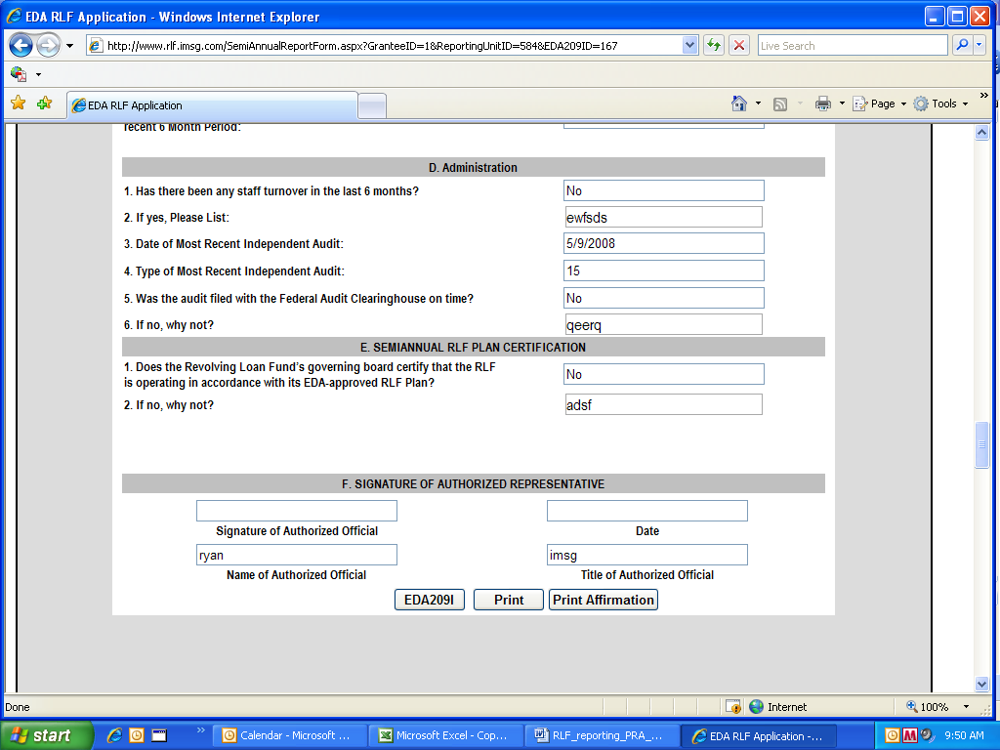 EDA RLF Application - Windows Internet Explorer
http://www.rlf.imsg.com/SemiAnnualReportForm.aspx?GranteeID=1&ReportingUnitID=584&EDA209ID=167
Live Search
EDA RLF Application
Page
Tools
recent 6 Month Period:
D. Administration
1. Has there been any staff turnover in the last 6 months?
No
2. If yes, Please List:
ewfsds
3. Date of Most Recent Independent Audit:
5/9/2008
4. Type of Most Recent Independent Audit:
15
5. Was the audit filed with the Federal Audit Clearinghouse on time?
No
6. If no, why not?
qeerq
E. SEMIANNUAL RLF PLAN CERTIFICATION
1. Does the Revolving Loan Fund's governing board certify that the RLF
is operating in accordance with its EDA-approved RLF Plan?
No
2. If no, why not?
adsf
F. SIGNATURE OF AUTHORIZED REPRESENTATIVE
Signature of Authorized Official
Date
ryan
imsg
Name of Authorized Official
Title of Authorized Official
EDA209I
Print
Print Affirmation
Done
Internet
100%
start
Calendar - Microsoft ...
Microsoft Excel - Cop...
RLF_reporting_PRA_...
EDA RLF Application -...
9:50 AM